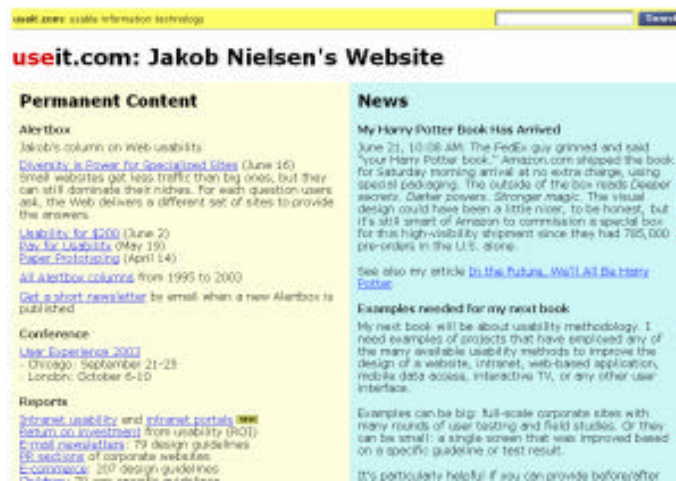 useit.com: usable information technology
Search
useit.com: Jakob Nielsen's Website
Permanent Content
Alertbox
Jakob's column on Web usability
Diversity is Power for Specialized Sites (June 16)
Small websites get less traffic than big ones, but they
can still dominate their niches. For each question users
ask, the Web delivers a different set of sites to provide
the answers.
Usability for $200 (June 2)
Pay for Usability (May 19)
Paper Prototyping (April 14)
All Alertbox columns from 1995 to 2003
Get a short newsletter by email when a new Alertbox is
published
Conference
User Experience 2003
- Chicago: September 21-25
- London: October 6-10
Reports
Intranet usability and intranet portals NEW
Return on investment from usability (ROI)
E-mail newsletters: 79 design guidelines
PR sections of corporate websites
E-commerce: 207 design guidelines
News
My Harry Potter Book Has Arrived
June 21, 10:08 AM: The FedEx guy grinned and said
"your Harry Potter book." Amazon.com shipped the book
for Saturday morning arrival at no extra charge, using
special packaging. The outside of the box reads Deeper
secrets. Darker powers. Stronger magic. The visual
design could have been a little nicer, to be honest, but
it's still smart of Amazon to commission a special box
for this high-visibility shipment since they had 785,000
pre-orders in the U.S. alone.
See also my article In the Future, We'll All Be Harry
Potter.
Examples needed for my next book
My next book will be about usability methodology. I
need examples of projects that have employed any of
the many available usability methods to improve the
design of a website, intranet, web-based application,
mobile data access, interactive TV, or any other user
interface.
Examples can be big: full-scale corporate sites with
many rounds of user testing and field studies. Or they
can be small: a single screen that was improved based
on a specific guideline or test result.
It's particularly helpful if you can provide before/after